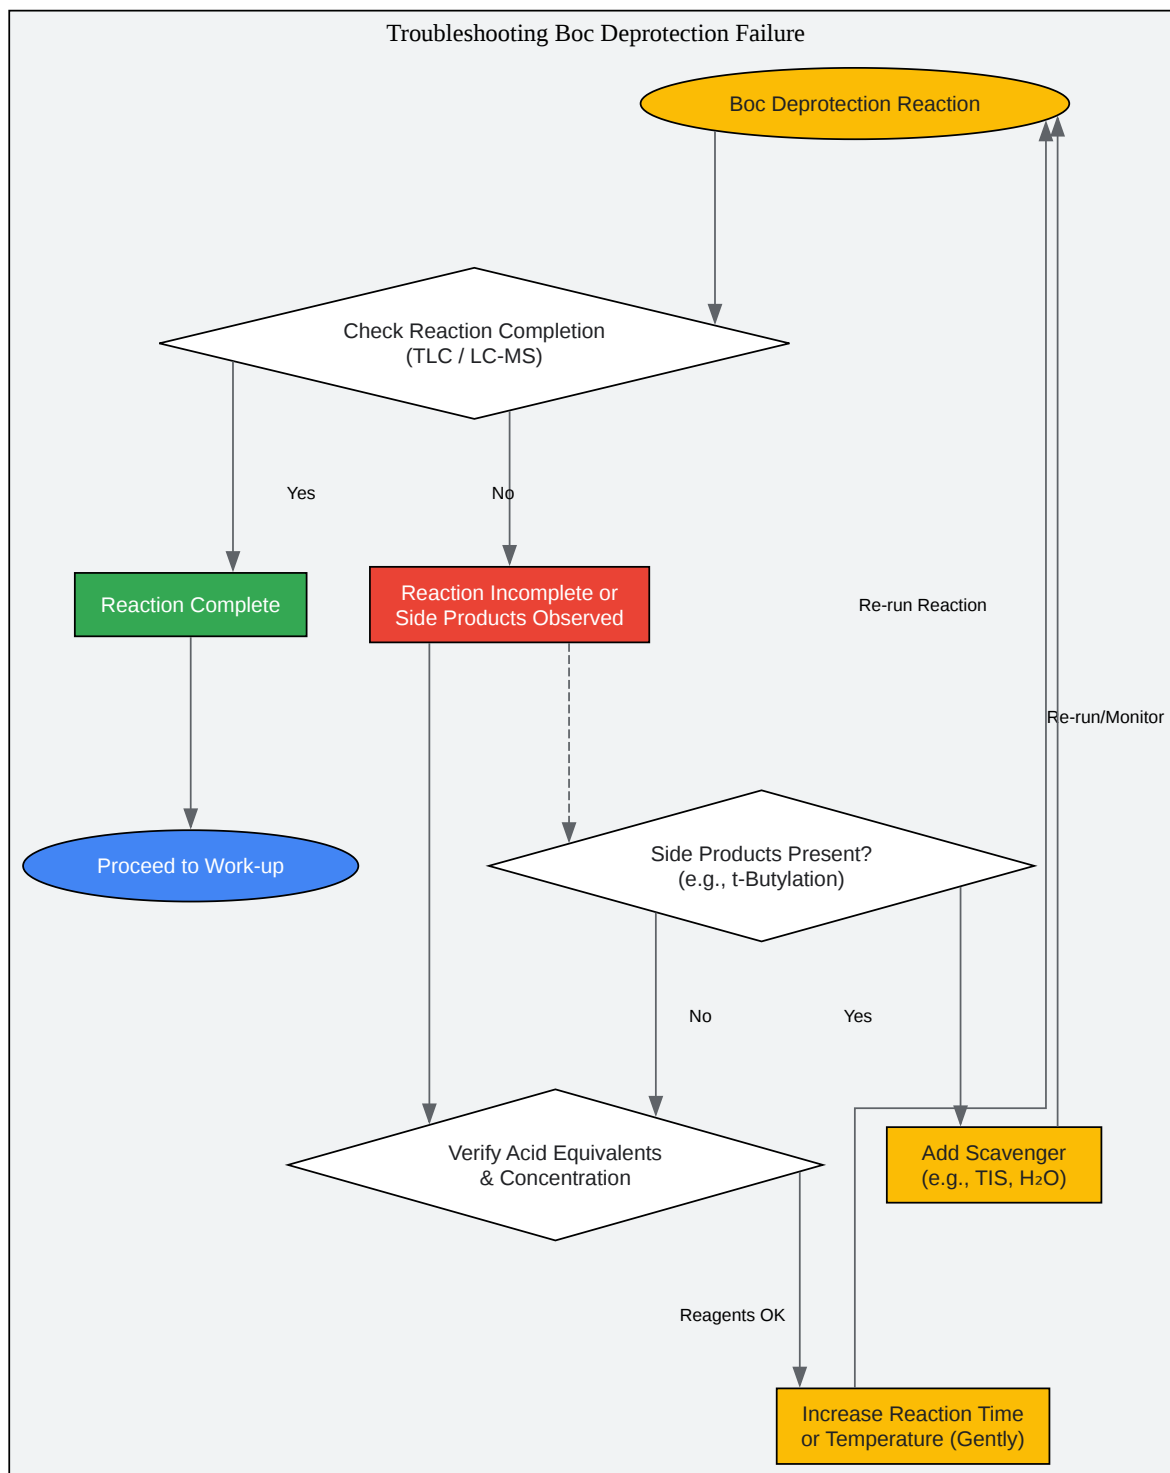 Troubleshooting Boc Deprotection Failure
Boc Deprotection Reaction
Check Reaction Completion
(TLC / LC-MS)
Yes
No
Reaction Complete
Reaction Incomplete or
Side Products Observed
Re-run Reaction
Re-run/Monitor
Proceed to Work-up
Side Products Present?
(e.g., t-Butylation)
No
Yes
Verify Acid Equivalents
& Concentration
Add Scavenger
(e.g., TIS, H₂O)
Reagents OK
Increase Reaction Time
or Temperature (Gently)